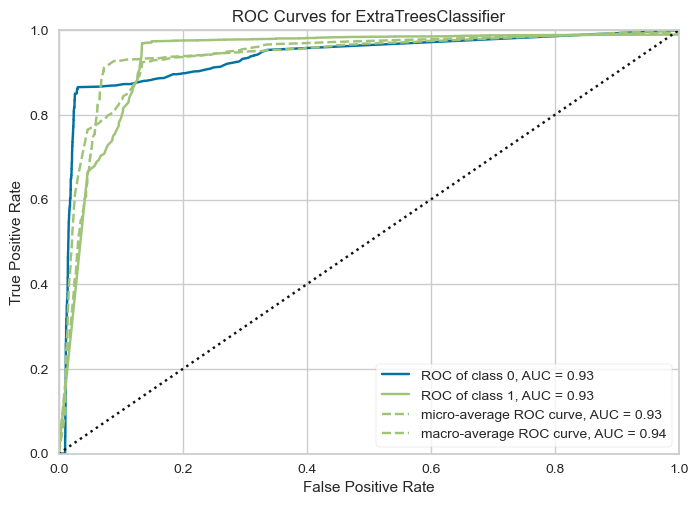 ROC Curves for ExtraTreesClassifier
1.0
0.8
0.6
0.4
0.2
0.0
True Positive Rate
ROC of class 0, AUC = 0.93
ROC of class 1, AUC = 0.93
micro-average ROC curve, AUC = 0.93
macro-average ROC curve, AUC = 0.94
0.0 0.2 0.4 0.6 0.8 1.0
False Positive Rate